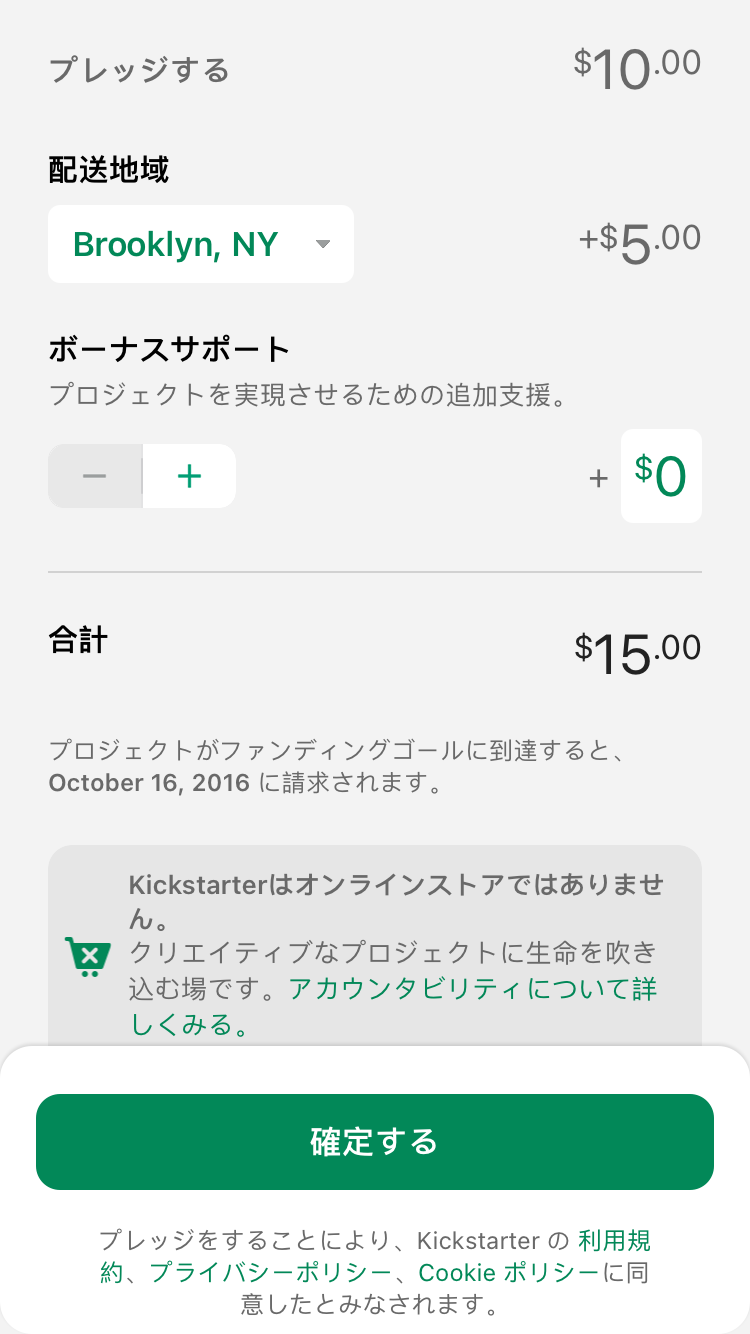 プレッジする $10.00
配送地域
Brooklyn, NY +$5.00
ボーナスサポート
プロジェクトを実現させるための追加支援。
− + + $0
合計 $15.00
プロジェクトがファンディングゴールに到達すると、
October 16, 2016 に請求されます。
Kickstarterはオンラインストアではありませ
ん。
クリエイティブなプロジェクトに生命を吹き
込む場です。アカウンタビリティについて詳
しくみる。
確定する
プレッジをすることにより、Kickstarter の 利用規
約、プライバシーポリシー、Cookie ポリシーに同
意したとみなされます。